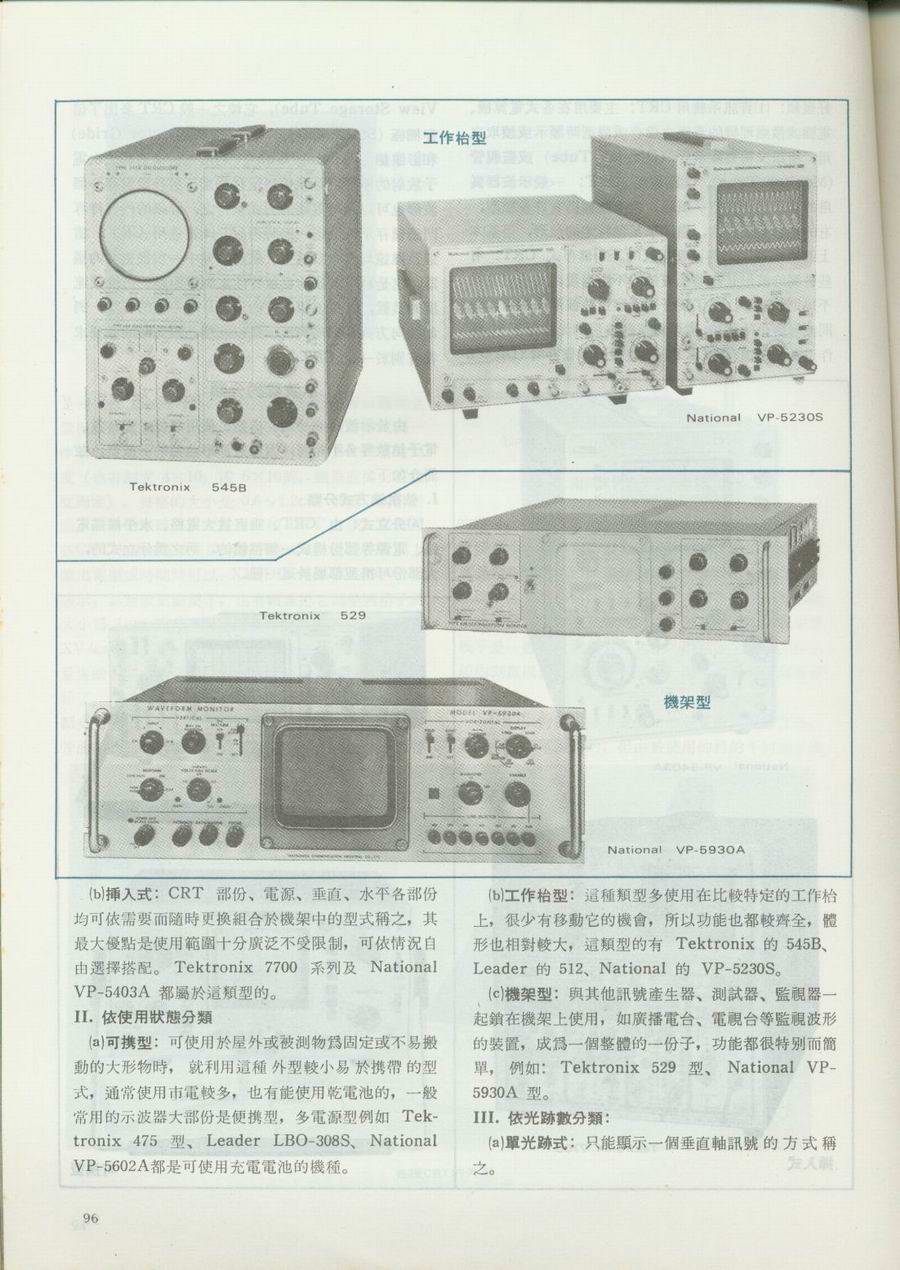 工作枱型
National VP-5230S
Tektronix 545B
Tektronix 529
機架型
WAVEFORM MONITOR
MODEL VP-5930A
VERTICAL
HORIZONTAL
National VP-5930A
(b)挿入式：CRT 部份、電源、垂直、水平各部份
均可依需要而隨時更換組合於機架中的型式稱之，其
最大優點是使用範圍十分廣泛不受限制，可依情況自
由選擇搭配。Tektronix 7700 系列及 National
VP-5403A 都屬於這類型的。
II. 依使用狀態分類
(a)可携型：可使用於屋外或被測物爲固定或不易搬
動的大形物時， 就利用這種 外型較小易 於携帶 的型
式，通常使用市電較多，也有能使用乾電池的，一般
常用的示波器大部份是便携型，多電源型例如 Tek-
tronix 475 型、Leader LBO-308S、National
VP-5602A都是可使用充電電池的機種。
(b)工作枱型：這種類型多使用在比較特定的工作枱
上，很少有移動它的機會，所以功能也都較齊全，體
形也相對較大，這類型的有 Tektronix 的 545B、
Leader 的 512、National 的 VP-5230S。
(c)機架型：與其他訊號產生器、測試器、監視器一
起鎖在機架上使用，如廣播電台、電視台等監視波形
的裝置，成爲一個整體的一份子，功能都很特别而簡
單， 例如： Tektronix 529 型、 National VP-
5930A 型。
III. 依光跡數分類：
(a)單光跡式：只能顯示一個垂直軸訊號 的 方 式 稱
之。
96